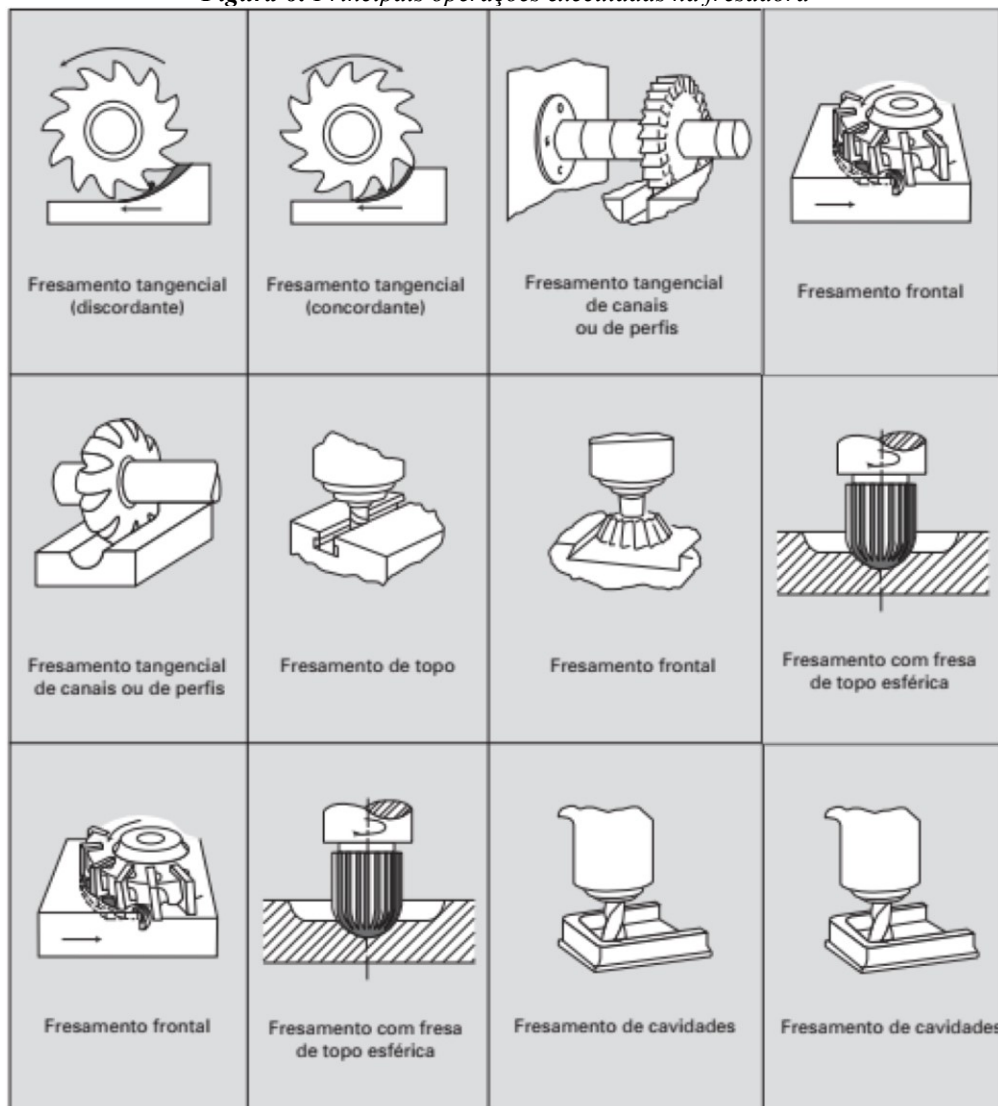 Fresamento tangencial
(discordante)
Fresamento tangencial
(concordante)
Fresamento tangencial
de canais
ou de perfis
Fresamento frontal
Fresamento tangencial
de canais ou de perfis
Fresamento de topo
Fresamento frontal
Fresamento com fresa
de topo esférica
Fresamento frontal
Fresamento com fresa
de topo esférica
Fresamento de cavidades
Fresamento de cavidades